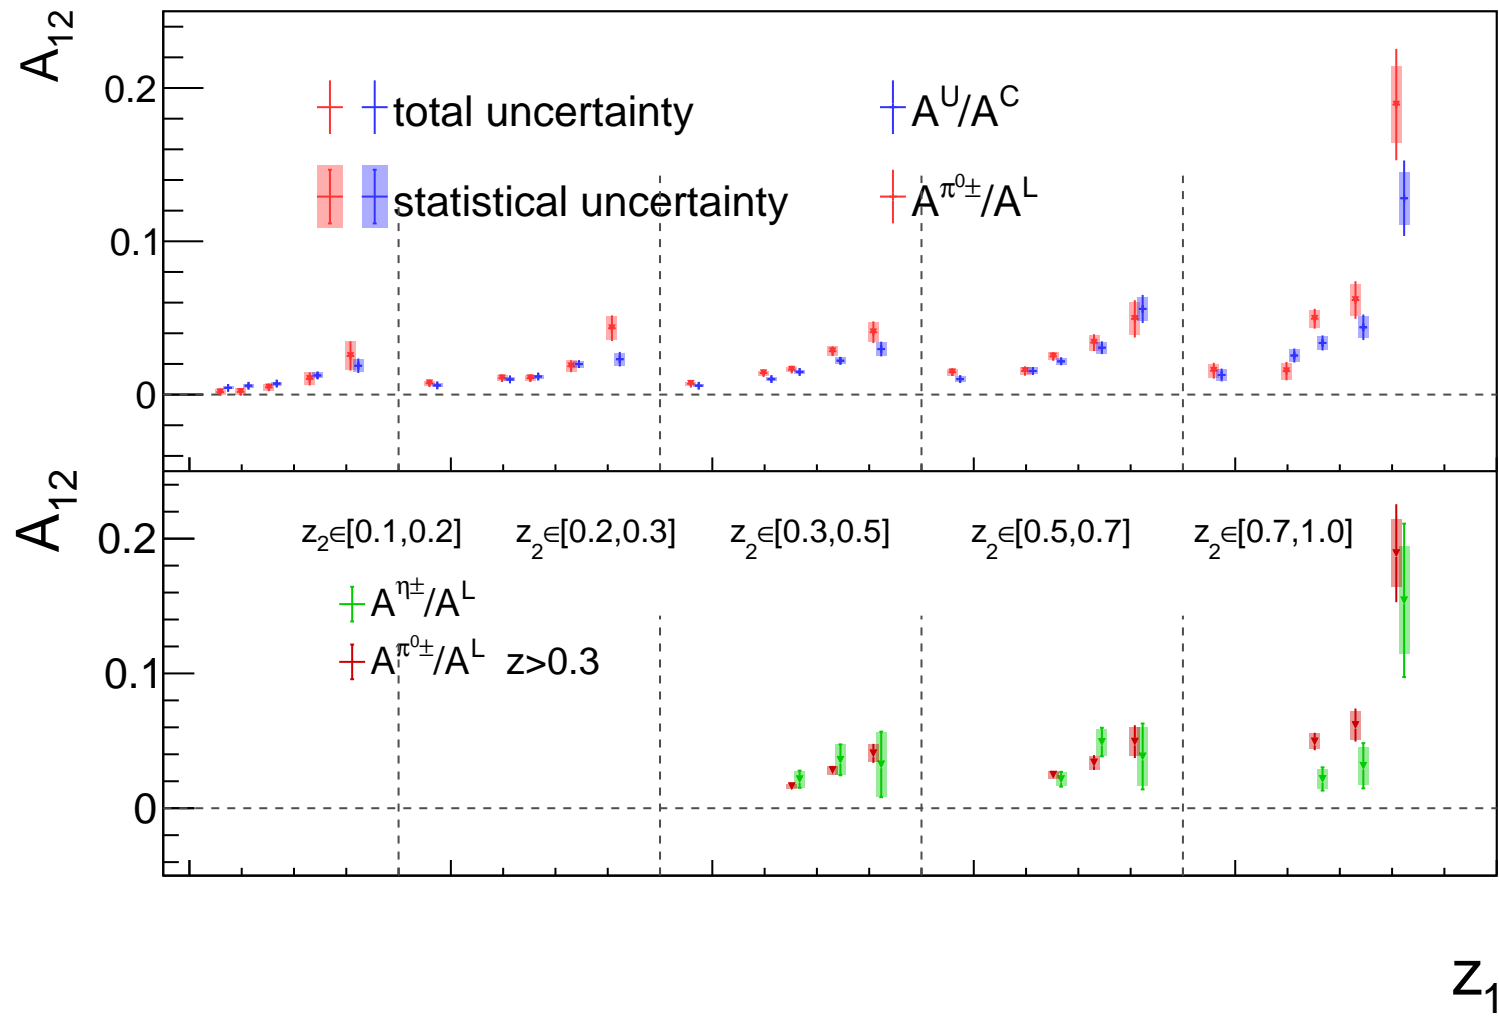 A12
0.2
0.1
0
total uncertainty
A^U/A^C
statistical uncertainty
A^π⁰±/A^L
A12
0.2
0.1
0
z2∈[0.1,0.2]
z2∈[0.2,0.3]
z2∈[0.3,0.5]
z2∈[0.5,0.7]
z2∈[0.7,1.0]
A^η±/A^L
A^π⁰±/A^L z>0.3
z1